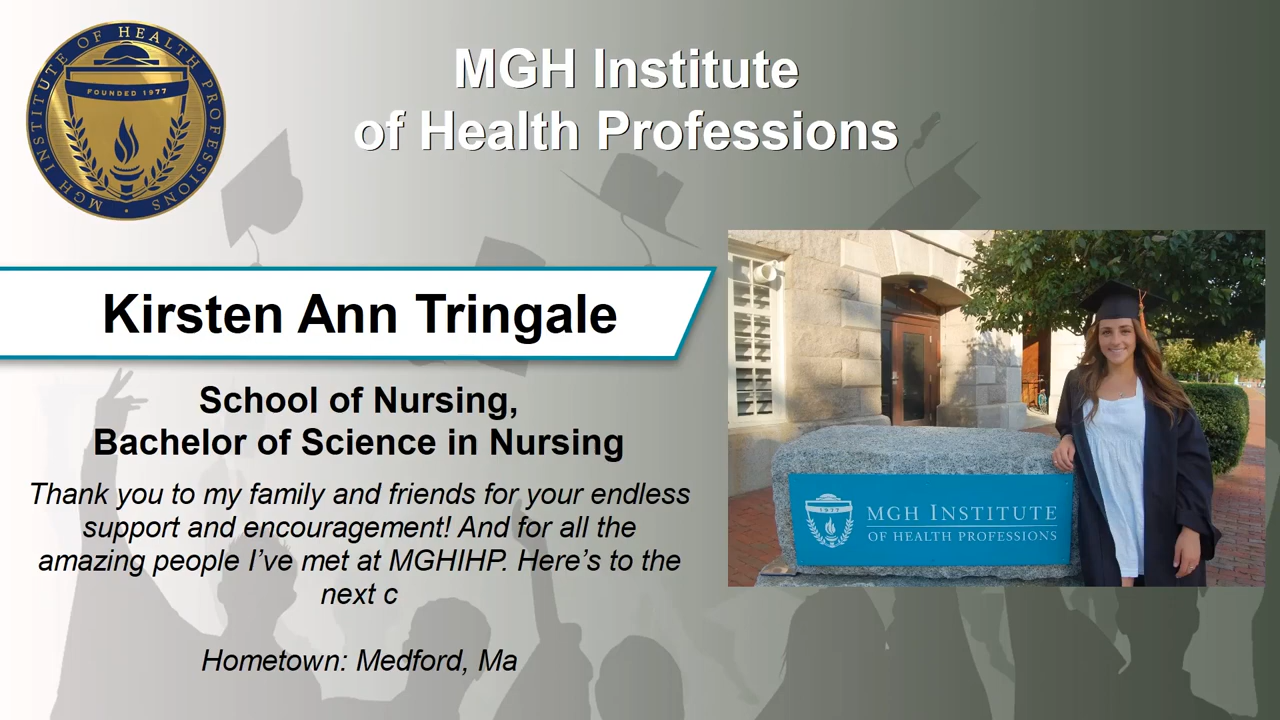 MGH INSTITUTE OF HEALTH PROFESSIONS
FOUNDED 1977
MGH Institute
of Health Professions
Kirsten Ann Tringale
School of Nursing,
Bachelor of Science in Nursing
Thank you to my family and friends for your endless
support and encouragement! And for all the
amazing people I’ve met at MGHIHP. Here’s to the
next c
Hometown: Medford, Ma
1977
MGH INSTITUTE
OF HEALTH PROFESSIONS